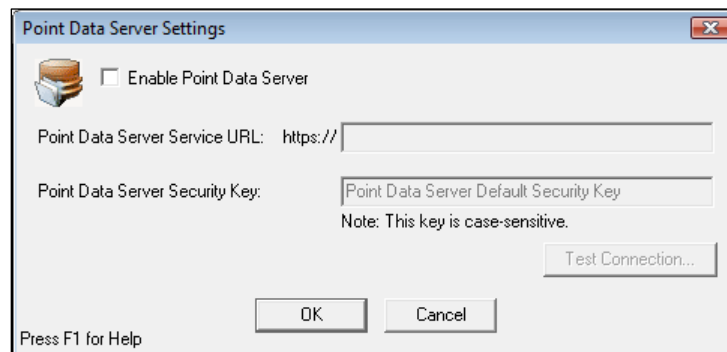 Point Data Server Settings
Enable Point Data Server
Point Data Server Service URL: https://
Point Data Server Security Key: Point Data Server Default Security Key
Note: This key is case-sensitive.
Test Connection...
OK Cancel
Press F1 for Help